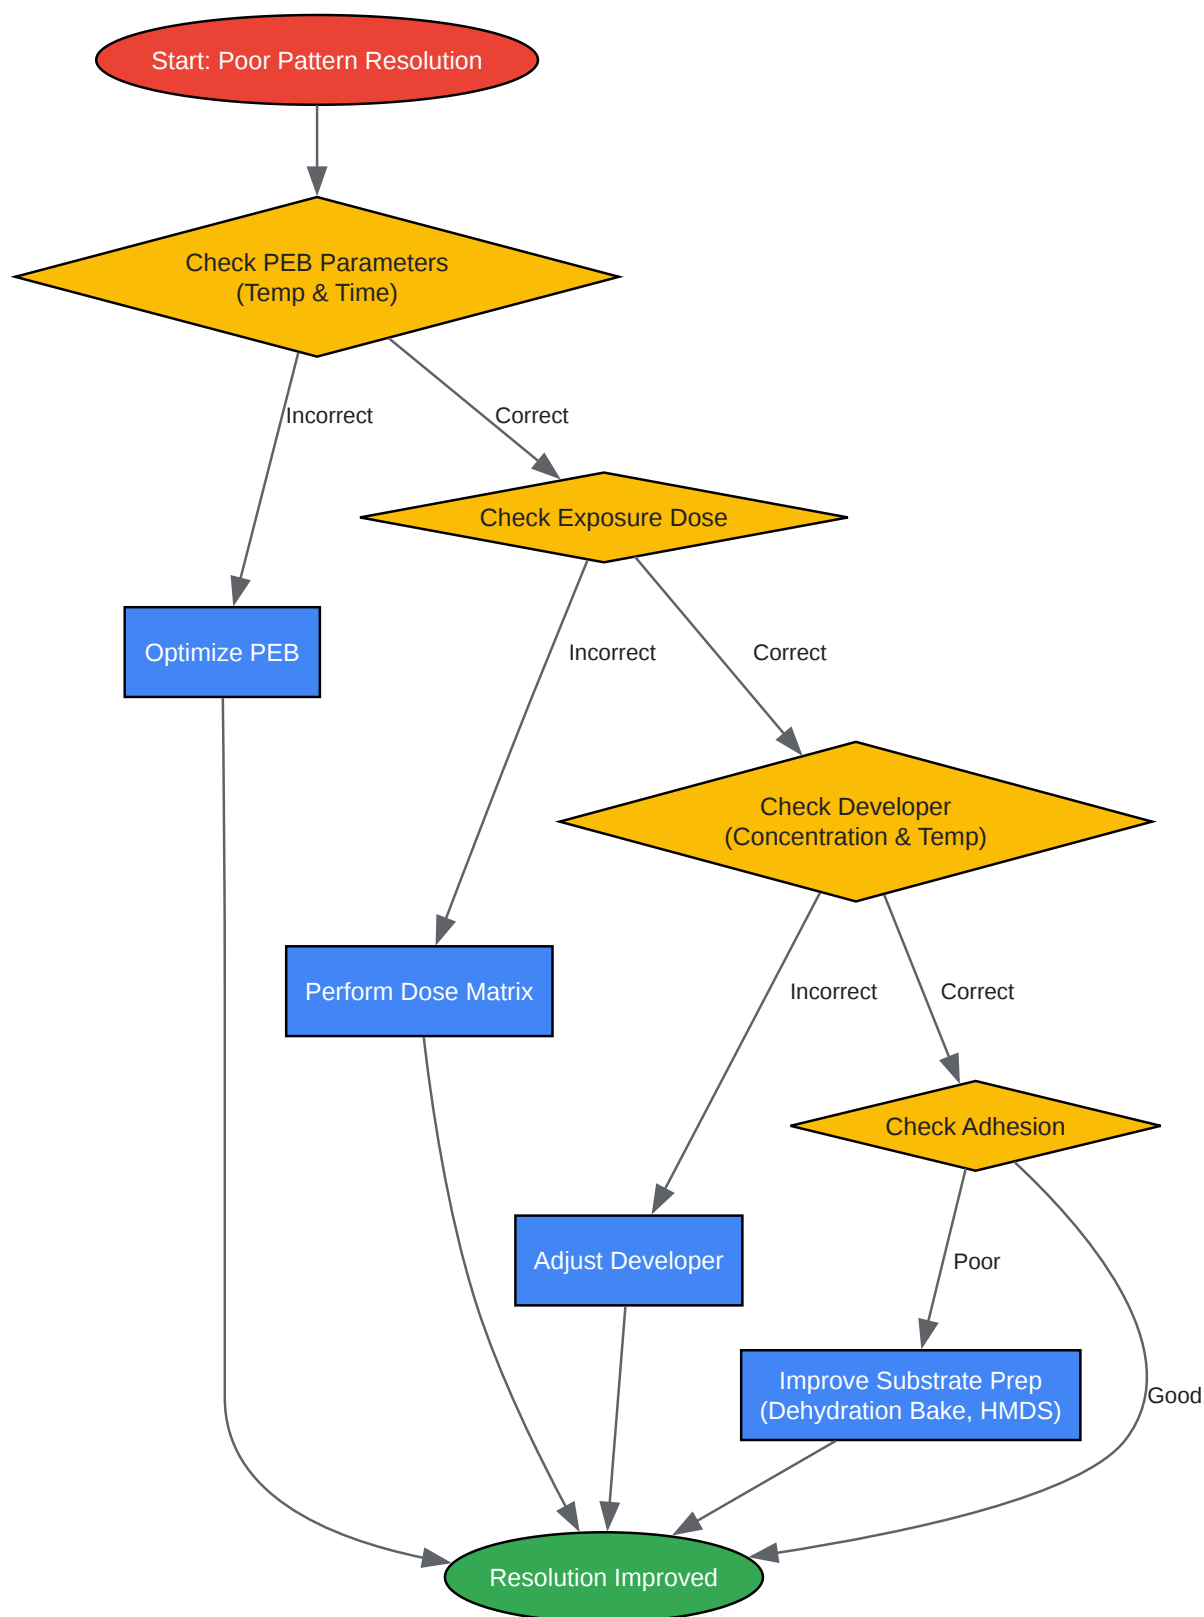 Start: Poor Pattern Resolution
Check PEB Parameters
(Temp & Time)
Incorrect
Correct
Check Exposure Dose
Optimize PEB
Incorrect
Correct
Check Developer
(Concentration & Temp)
Perform Dose Matrix
Incorrect
Correct
Check Adhesion
Adjust Developer
Poor
Improve Substrate Prep
(Dehydration Bake, HMDS)
Good
Resolution Improved